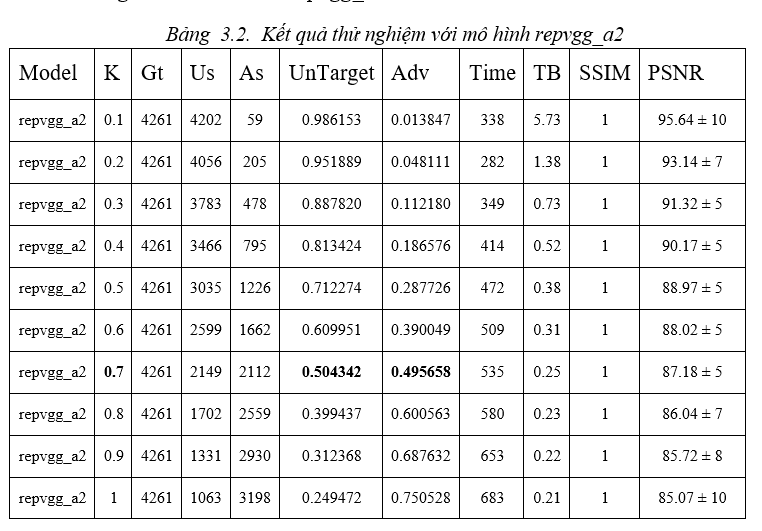 Bảng 3.2. Kết quả thử nghiệm với mô hình repvgg_a2
Model K Gt Us As UnTarget Adv Time TB SSIM PSNR
repvgg_a2 0.1 4261 4202 59 0.986153 0.013847 338 5.73 1 95.64 ± 10
repvgg_a2 0.2 4261 4056 205 0.951889 0.048111 282 1.38 1 93.14 ± 7
repvgg_a2 0.3 4261 3783 478 0.887820 0.112180 349 0.73 1 91.32 ± 5
repvgg_a2 0.4 4261 3466 795 0.813424 0.186576 414 0.52 1 90.17 ± 5
repvgg_a2 0.5 4261 3035 1226 0.712274 0.287726 472 0.38 1 88.97 ± 5
repvgg_a2 0.6 4261 2599 1662 0.609951 0.390049 509 0.31 1 88.02 ± 5
repvgg_a2 0.7 4261 2149 2112 0.504342 0.495658 535 0.25 1 87.18 ± 5
repvgg_a2 0.8 4261 1702 2559 0.399437 0.600563 580 0.23 1 86.04 ± 7
repvgg_a2 0.9 4261 1331 2930 0.312368 0.687632 653 0.22 1 85.72 ± 8
repvgg_a2 1 4261 1063 3198 0.249472 0.750528 683 0.21 1 85.07 ± 10